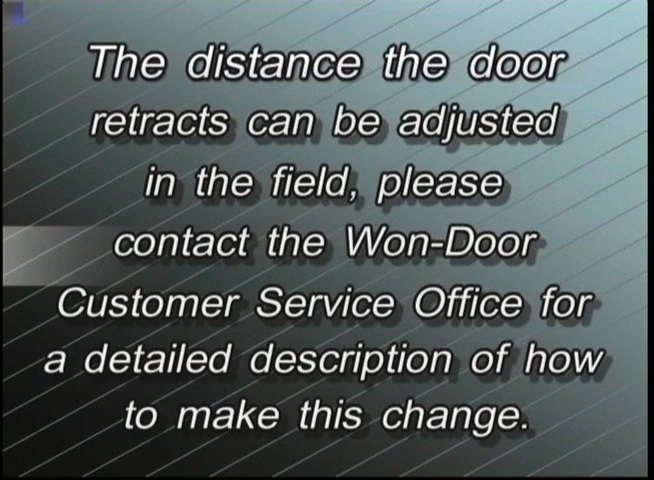 The distance the door
retracts can be adjusted
in the field, please
contact the Won-Door
Customer Service Office for
a detailed description of how
to make this change.